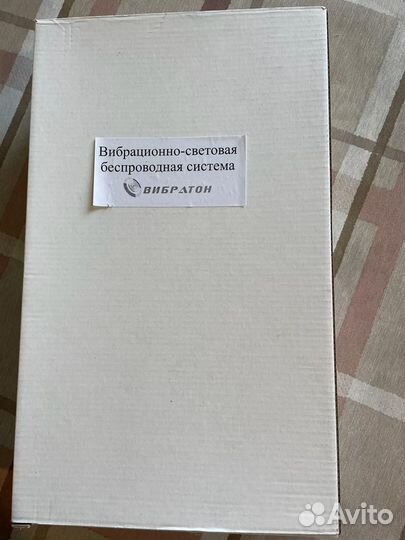 Вибрационно-световая
беспроводная система
ВИБРАТОН
Avito